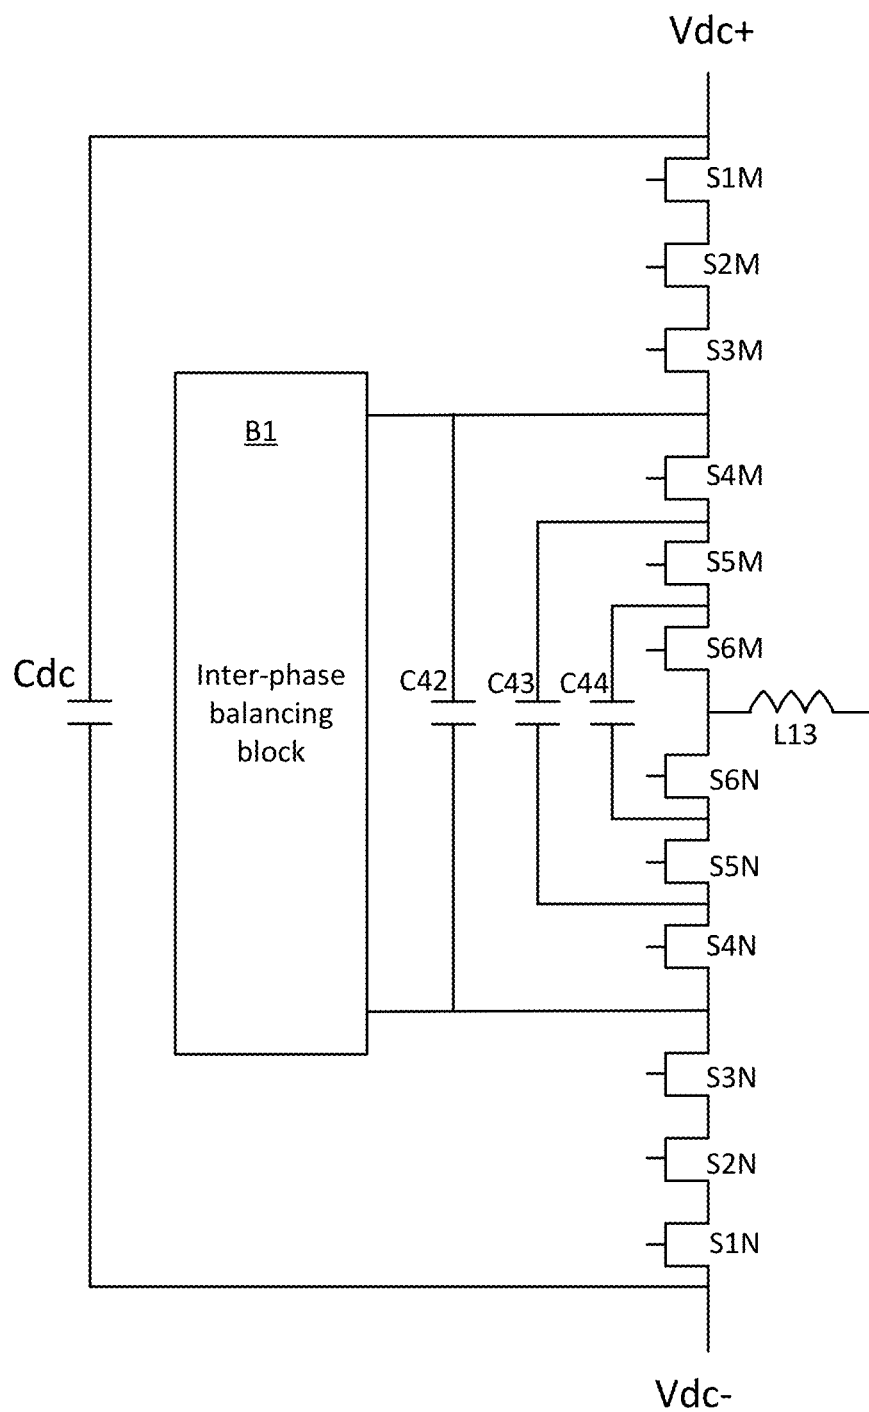 Vdc+
S1M
S2M
S3M
B1
S4M
S5M
S6M
Cdc
Inter-phase
balancing
block
C42
C43
C44
L13
S6N
S5N
S4N
S3N
S2N
S1N
Vdc-